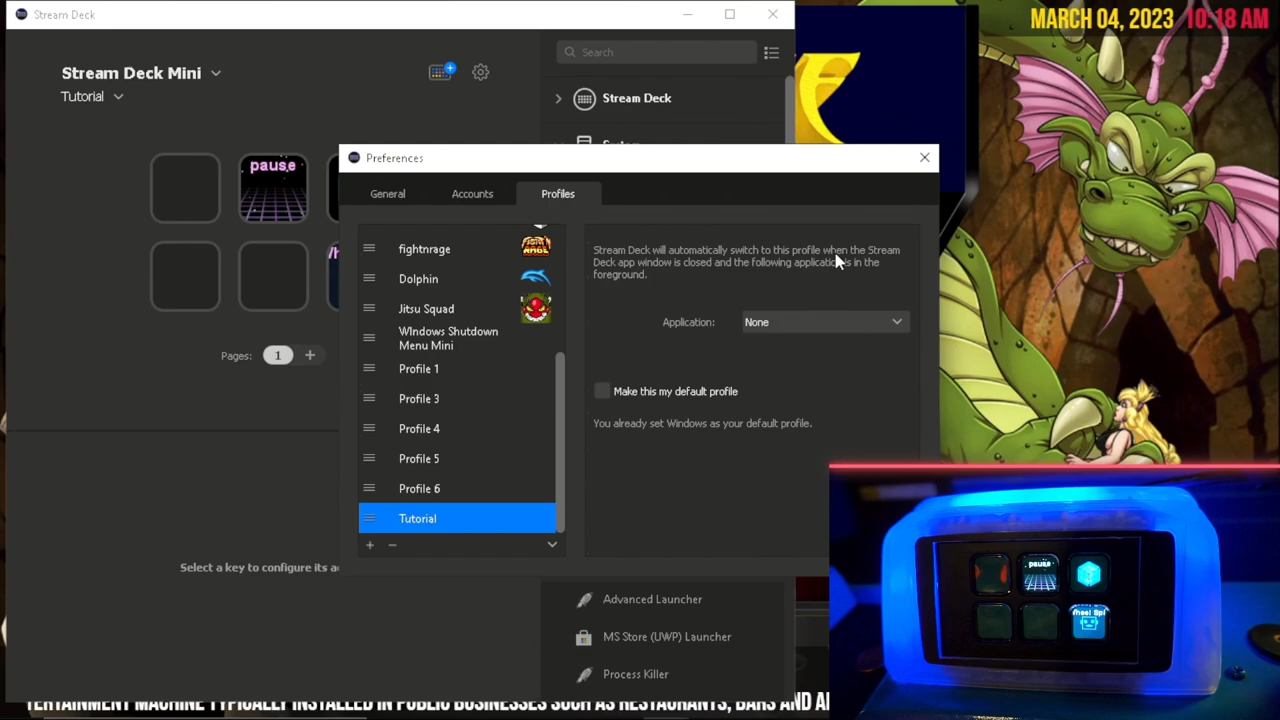 Stream Deck
MARCH 04, 2023 10:18 AM
Stream Deck Mini
Tutorial
Search
Stream Deck
pause
Pages: 1 +
Select a key to configure its
Preferences
General Accounts Profiles
fightnrage
Dolphin
Jitsu Squad
WIndows Shutdown
Menu Mini
Profile 1
Profile 3
Profile 4
Profile 5
Profile 6
Tutorial
+ −
Stream Deck will automatically switch to this profile when the Stream
Deck app window is closed and the following application is in the
foreground.
Application: None
Make this my default profile
You already set Windows as your default profile.
Advanced Launcher
MS Store (UWP) Launcher
Process Killer
pause
TERTAINMENT MACHINE TYPICALLY INSTALLED IN PUBLIC BUSINESSES SUCH AS RESTAURANTS, BARS AND